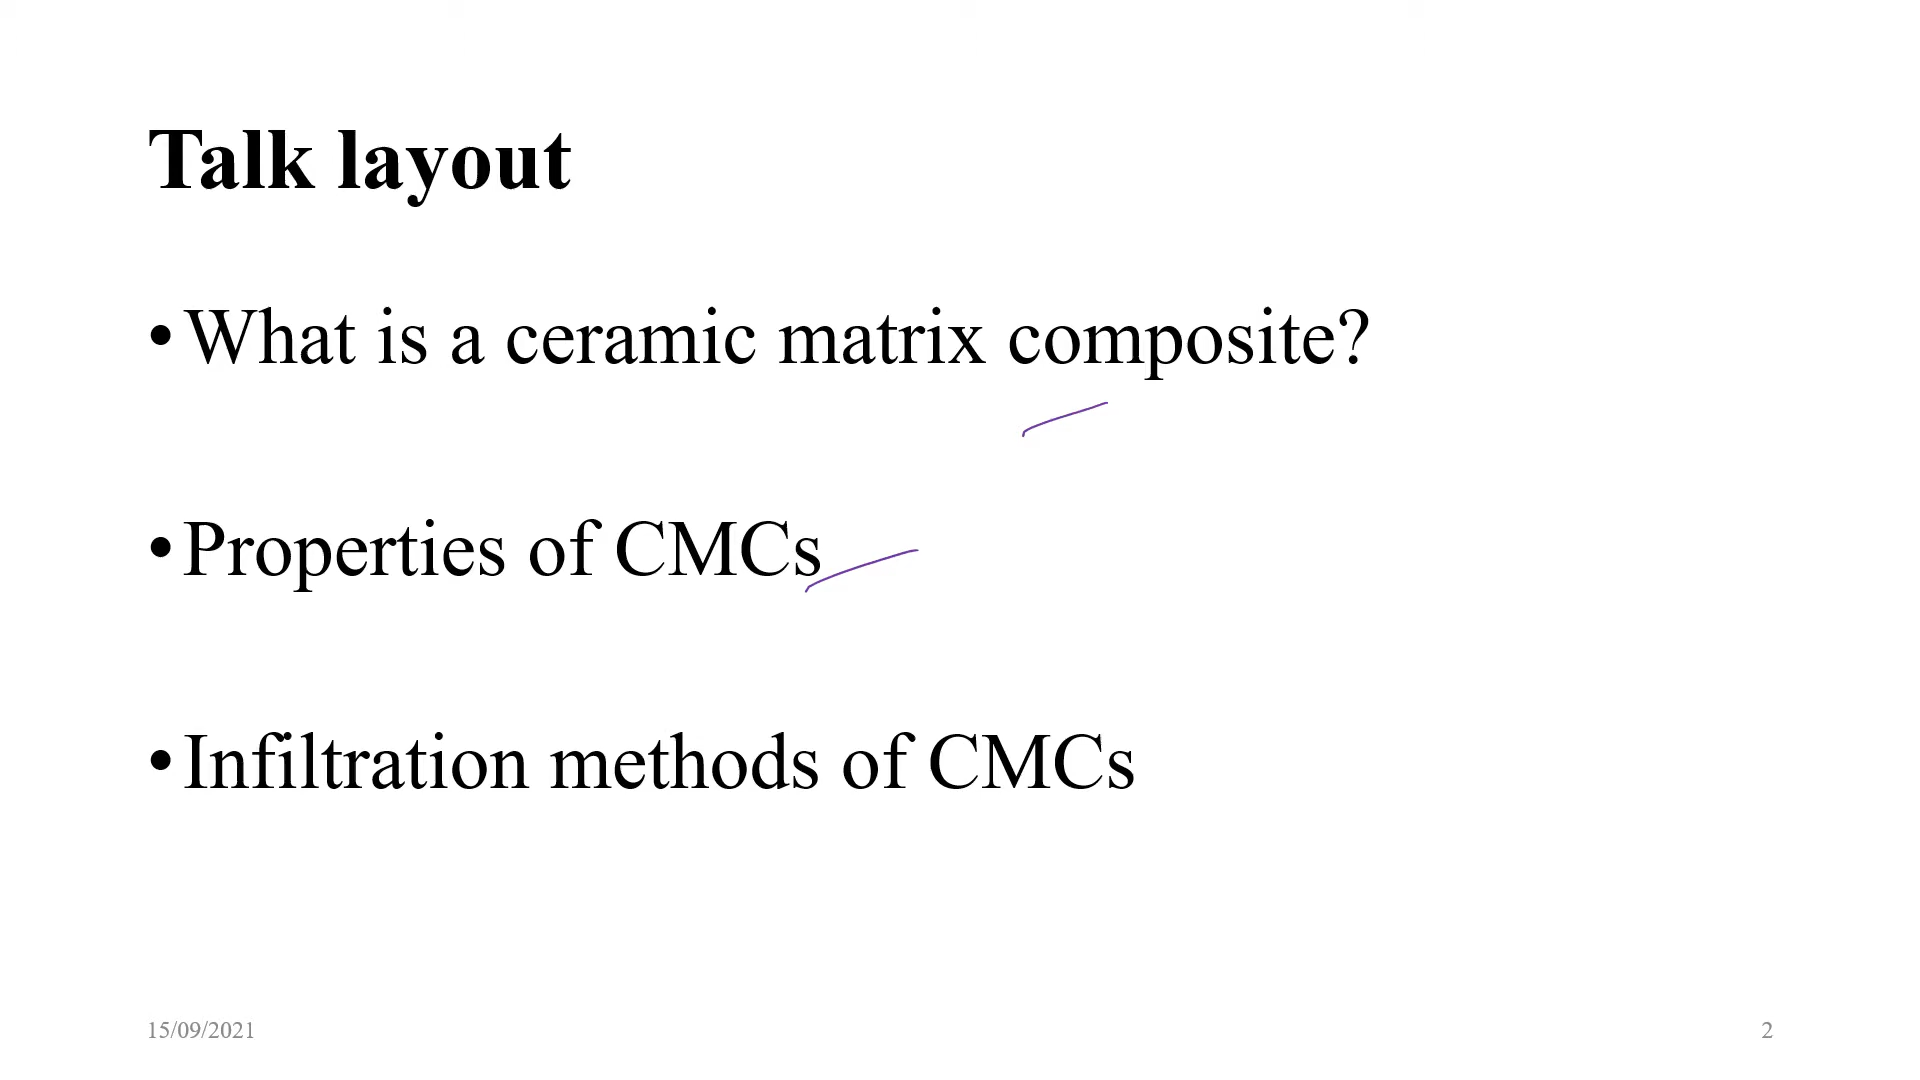 Talk layout
• What is a ceramic matrix composite?
• Properties of CMCs
• Infiltration methods of CMCs
15/09/2021
2